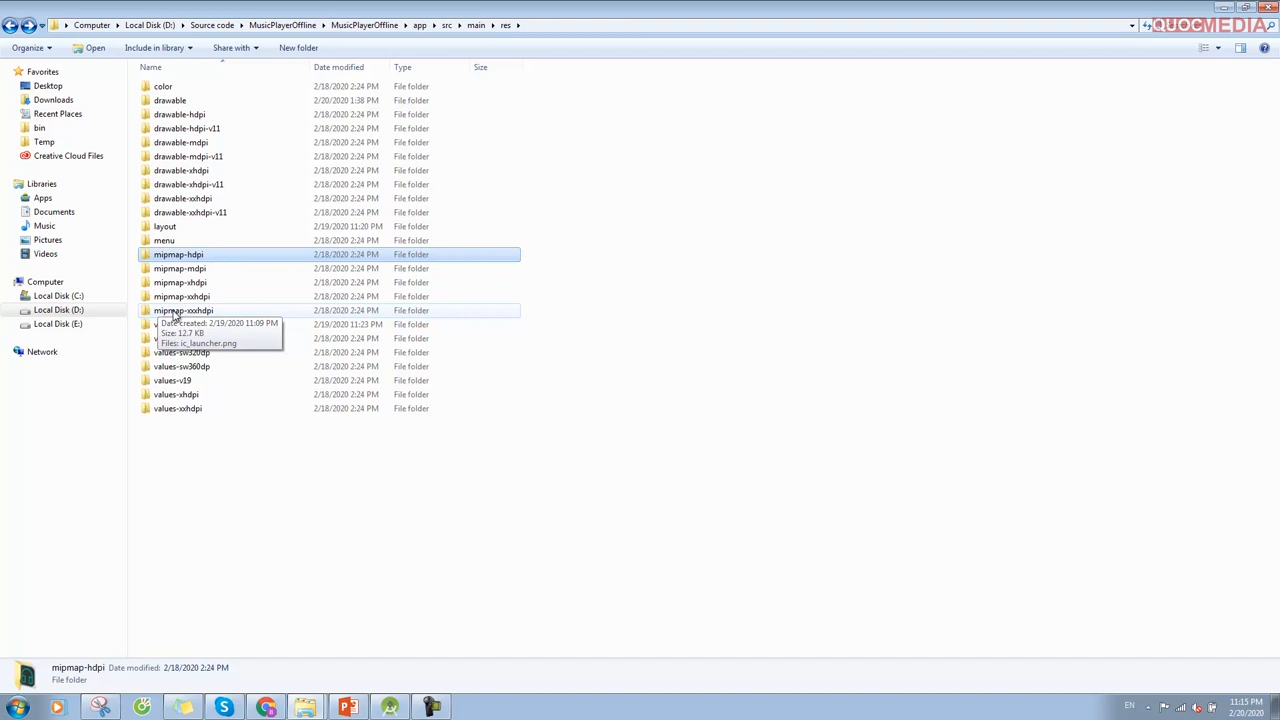 Computer Local Disk (D:) Source code MusicPlayerOffline MusicPlayerOffline app src main res
QUOCMEDIA
Organize Open Include in library Share with New folder
Name Date modified Type Size
Favorites
Desktop
Downloads
Recent Places
bin
Temp
Creative Cloud Files
Libraries
Apps
Documents
Music
Pictures
Videos
Computer
Local Disk (C:)
Local Disk (D:)
Local Disk (E:)
Network
color 2/18/2020 2:24 PM File folder
drawable 2/20/2020 1:38 PM File folder
drawable-hdpi 2/18/2020 2:24 PM File folder
drawable-hdpi-v11 2/18/2020 2:24 PM File folder
drawable-mdpi 2/18/2020 2:24 PM File folder
drawable-mdpi-v11 2/18/2020 2:24 PM File folder
drawable-xhdpi 2/18/2020 2:24 PM File folder
drawable-xhdpi-v11 2/18/2020 2:24 PM File folder
drawable-xxhdpi 2/18/2020 2:24 PM File folder
drawable-xxhdpi-v11 2/18/2020 2:24 PM File folder
layout 2/19/2020 11:20 PM File folder
menu 2/18/2020 2:24 PM File folder
mipmap-hdpi 2/18/2020 2:24 PM File folder
mipmap-mdpi 2/18/2020 2:24 PM File folder
mipmap-xhdpi 2/18/2020 2:24 PM File folder
mipmap-xxhdpi 2/18/2020 2:24 PM File folder
mipmap-xxxhdpi 2/18/2020 2:24 PM File folder
2/19/2020 11:23 PM File folder
2/18/2020 2:24 PM File folder
values-sw320dp 2/18/2020 2:24 PM File folder
values-sw360dp 2/18/2020 2:24 PM File folder
values-v19 2/18/2020 2:24 PM File folder
values-xhdpi 2/18/2020 2:24 PM File folder
values-xxhdpi 2/18/2020 2:24 PM File folder
Date created: 2/19/2020 11:09 PM
Size: 12.7 KB
Files: ic_launcher.png
mipmap-hdpi Date modified: 2/18/2020 2:24 PM
File folder
EN
11:15 PM
2/20/2020